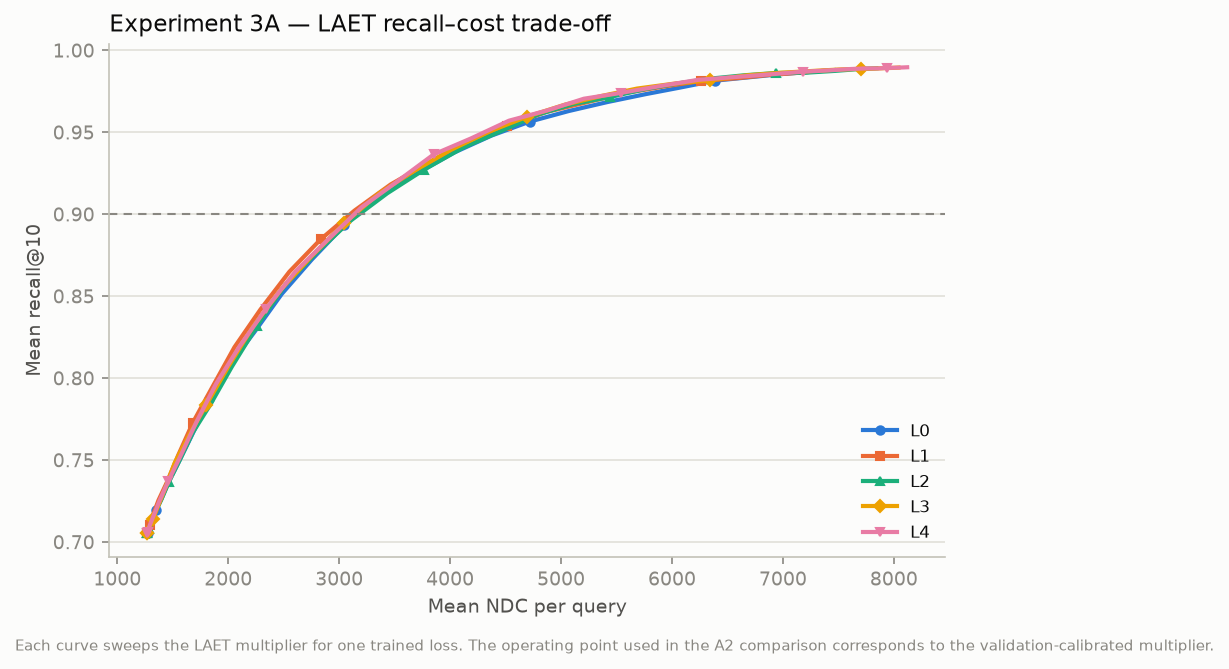 Experiment 3A — LAET recall–cost trade-off
1.00
0.95
0.90
0.85
0.80
0.75
0.70
Mean recall@10
L0
L1
L2
L3
L4
1000 2000 3000 4000 5000 6000 7000 8000
Mean NDC per query
Each curve sweeps the LAET multiplier for one trained loss. The operating point used in the A2 comparison corresponds to the validation-calibrated multiplier.